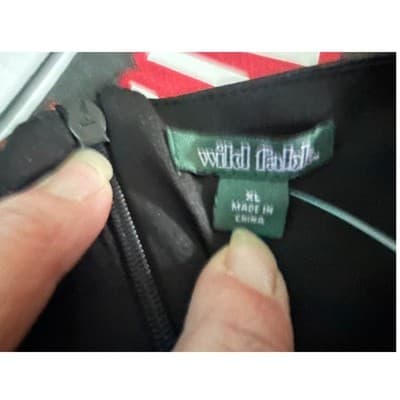 wild fable
XL
MADE IN
CHINA